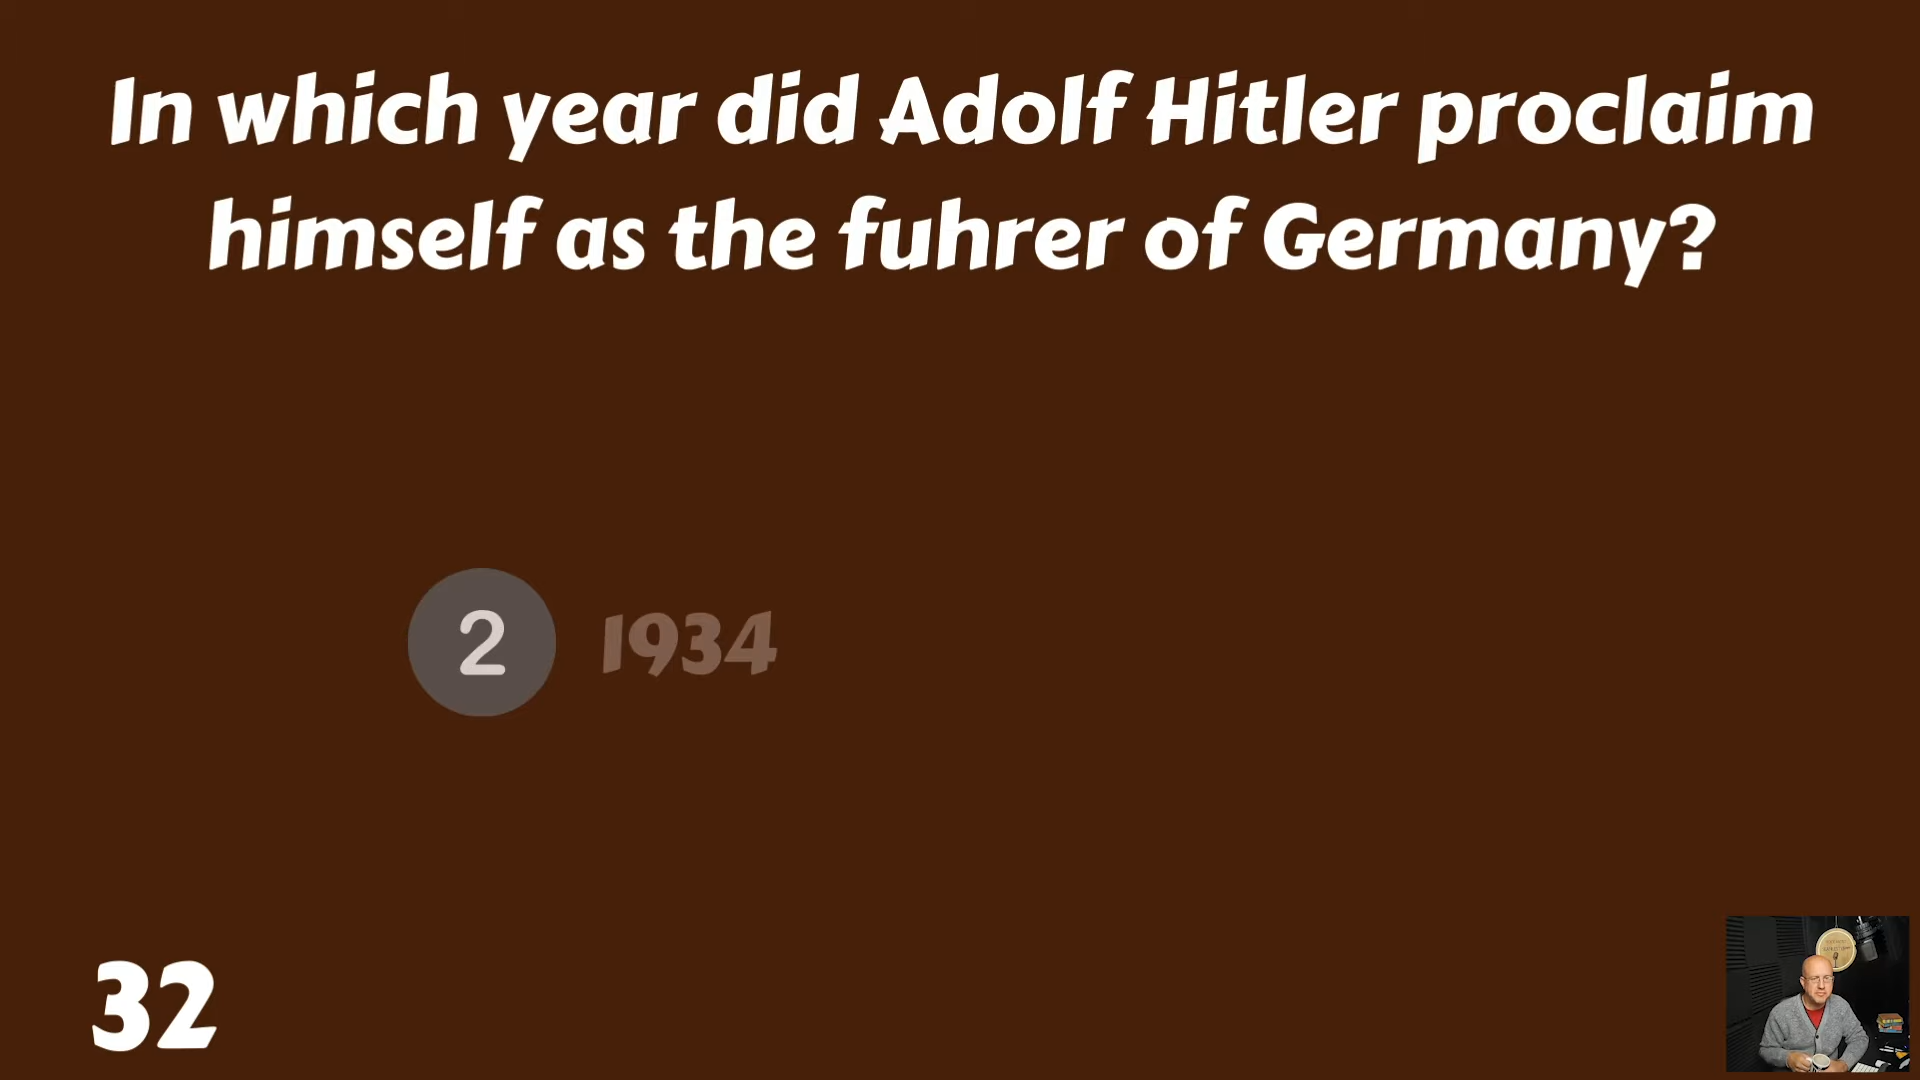 In which year did Adolf Hitler proclaim
himself as the fuhrer of Germany?
2 1934
32